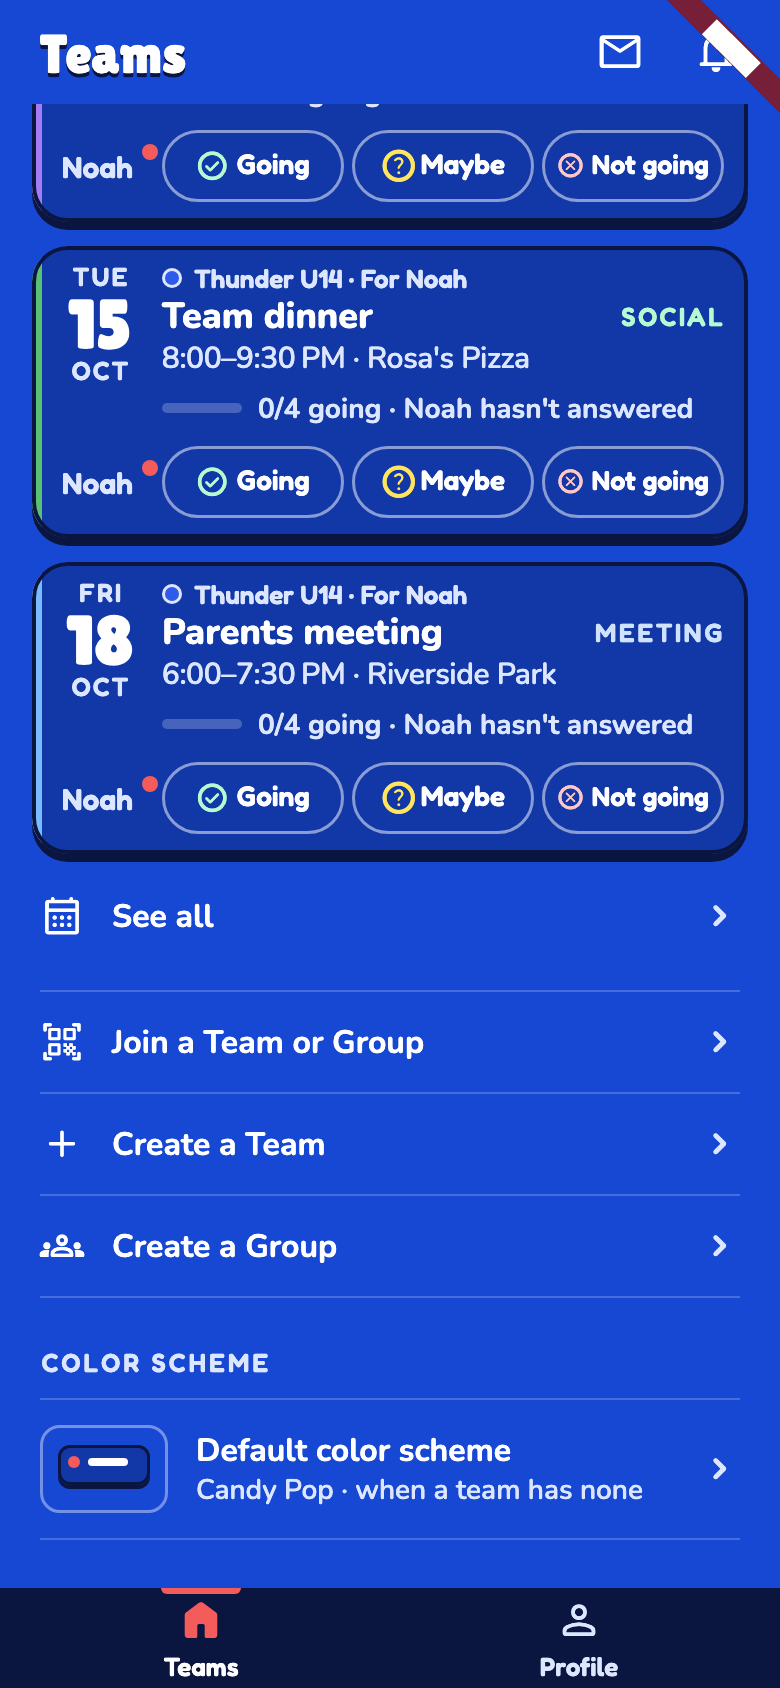 Teams
Noah
Going
Maybe
Not going
TUE
15
OCT
Thunder U14 · For Noah
Team dinner
SOCIAL
8:00–9:30 PM · Rosa's Pizza
0/4 going · Noah hasn't answered
Noah
Going
Maybe
Not going
FRI
18
OCT
Thunder U14 · For Noah
Parents meeting
MEETING
6:00–7:30 PM · Riverside Park
0/4 going · Noah hasn't answered
Noah
Going
Maybe
Not going
See all
Join a Team or Group
Create a Team
Create a Group
COLOR SCHEME
Default color scheme
Candy Pop · when a team has none
Teams
Profile